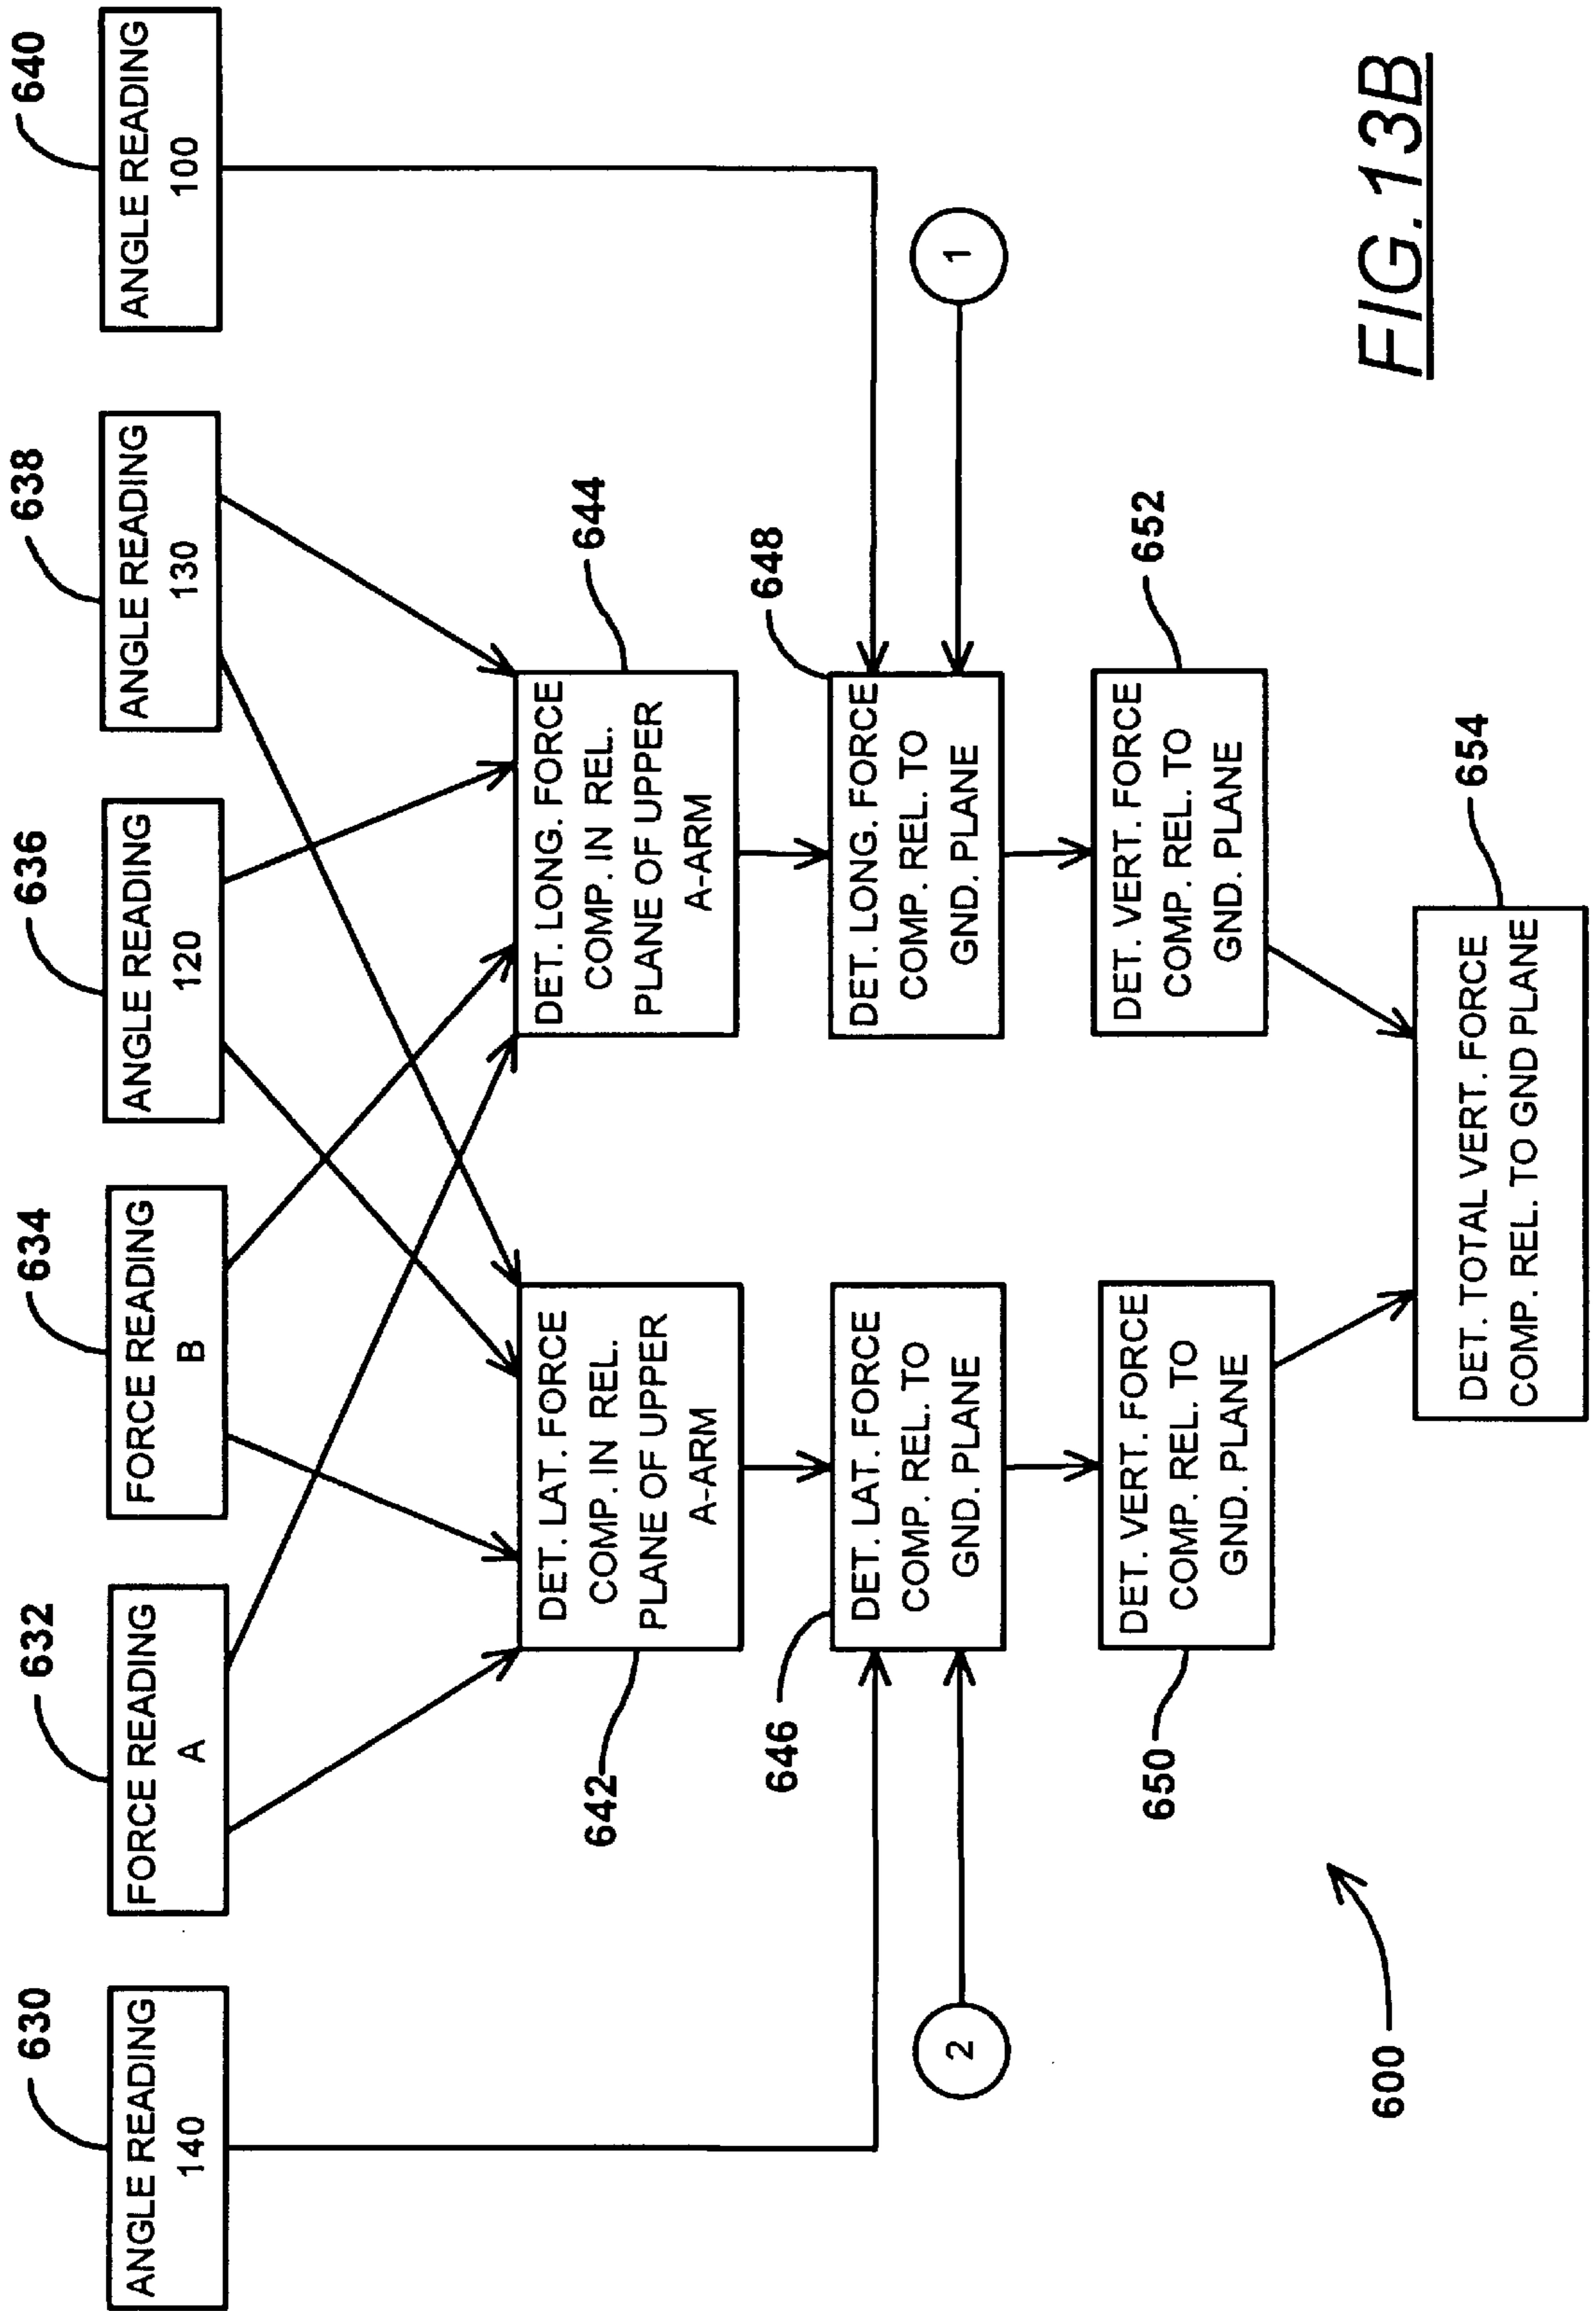 630
632
634
636
638
640
ANGLE READING
140
FORCE READING
A
FORCE READING
B
ANGLE READING
120
ANGLE READING
130
ANGLE READING
100
642
DET. LAT. FORCE
COMP. IN REL.
PLANE OF UPPER
A-ARM
644
DET. LONG. FORCE
COMP. IN REL.
PLANE OF UPPER
A-ARM
646
DET. LAT. FORCE
COMP. REL. TO
GND. PLANE
648
DET. LONG. FORCE
COMP. REL. TO
GND. PLANE
2
1
650
DET. VERT. FORCE
COMP. REL. TO
GND. PLANE
652
DET. VERT. FORCE
COMP. REL. TO
GND. PLANE
654
DET. TOTAL VERT. FORCE
COMP. REL. TO GND PLANE
600
FIG. 13B